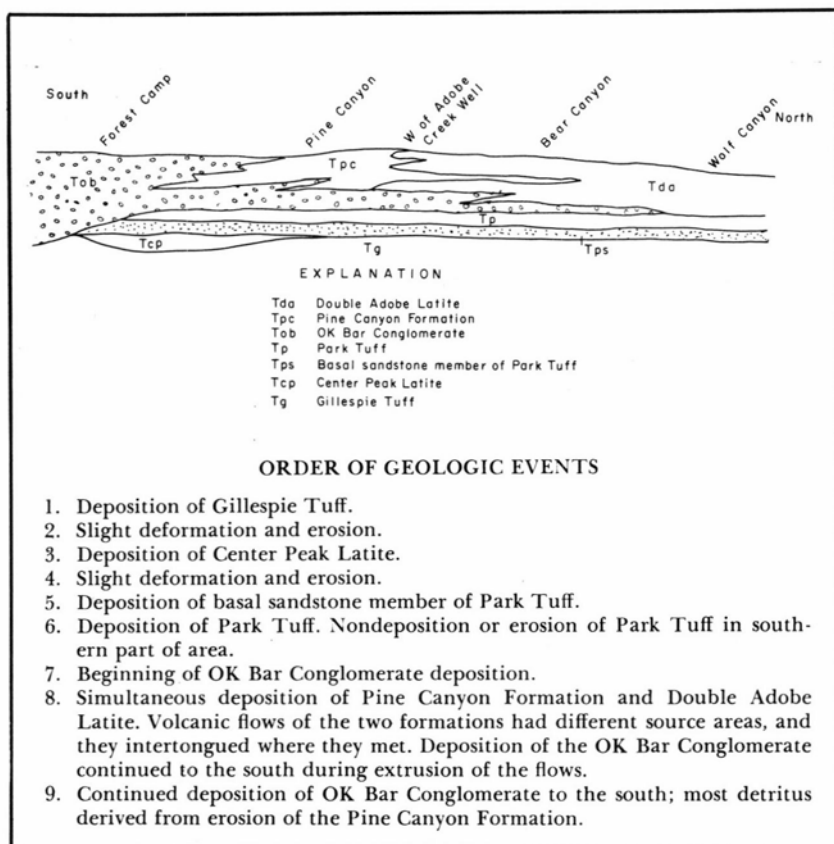 South
Forest Camp
Pine Canyon
W of Adobe
Creek Well
Bear Canyon
Wolf Canyon
North
Tob
Tpc
Tda
Tp
Tcp
Tg
Tps
EXPLANATION
Tda Double Adobe Latite
Tpc Pine Canyon Formation
Tob OK Bar Conglomerate
Tp Park Tuff
Tps Basal sandstone member of Park Tuff
Tcp Center Peak Latite
Tg Gillespie Tuff
ORDER OF GEOLOGIC EVENTS
1. Deposition of Gillespie Tuff.
2. Slight deformation and erosion.
3. Deposition of Center Peak Latite.
4. Slight deformation and erosion.
5. Deposition of basal sandstone member of Park Tuff.
6. Deposition of Park Tuff. Nondeposition or erosion of Park Tuff in south-
ern part of area.
7. Beginning of OK Bar Conglomerate deposition.
8. Simultaneous deposition of Pine Canyon Formation and Double Adobe
Latite. Volcanic flows of the two formations had different source areas, and
they intertongued where they met. Deposition of the OK Bar Conglomerate
continued to the south during extrusion of the flows.
9. Continued deposition of OK Bar Conglomerate to the south; most detritus
derived from erosion of the Pine Canyon Formation.